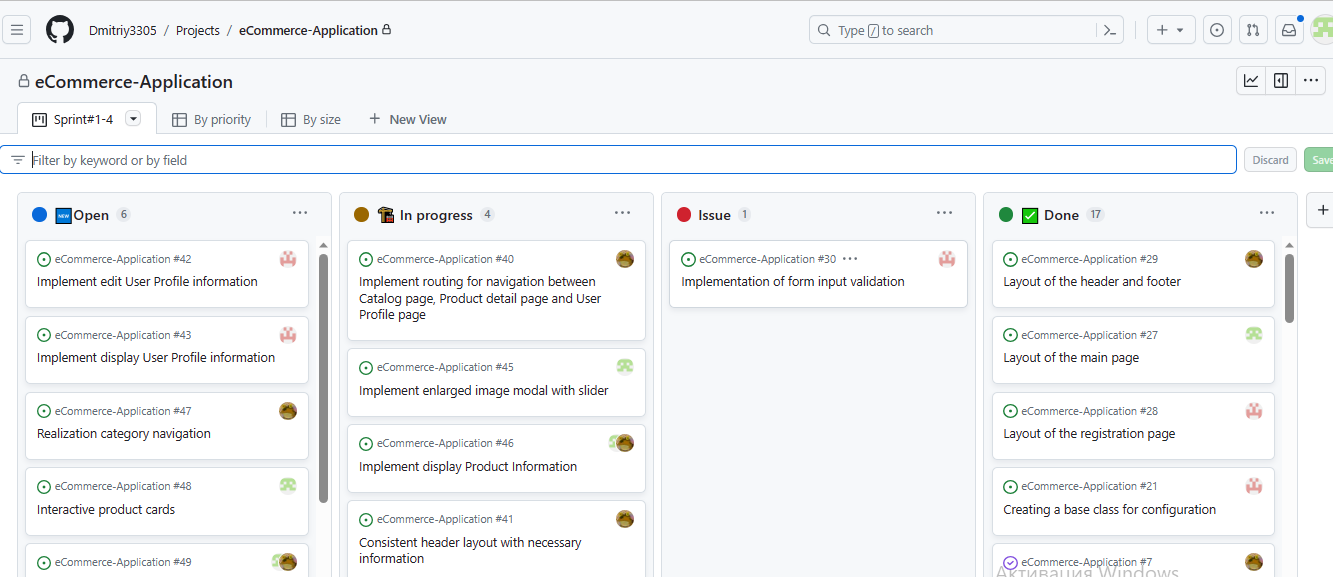 Dmitriy3305 / Projects / eCommerce-Application
Type / to search
eCommerce-Application
Sprint#1-4
By priority
By size
+ New View
Filter by keyword or by field
Discard
Save
NEW Open 6
eCommerce-Application #42
Implement edit User Profile information
eCommerce-Application #43
Implement display User Profile information
eCommerce-Application #47
Realization category navigation
eCommerce-Application #48
Interactive product cards
eCommerce-Application #49
In progress 4
eCommerce-Application #40
Implement routing for navigation between
Catalog page, Product detail page and User
Profile page
eCommerce-Application #45
Implement enlarged image modal with slider
eCommerce-Application #46
Implement display Product Information
eCommerce-Application #41
Consistent header layout with necessary
information
Issue 1
eCommerce-Application #30
Implementation of form input validation
Done 17
eCommerce-Application #29
Layout of the header and footer
eCommerce-Application #27
Layout of the main page
eCommerce-Application #28
Layout of the registration page
eCommerce-Application #21
Creating a base class for configuration
eCommerce-Application #7
Активация Windows